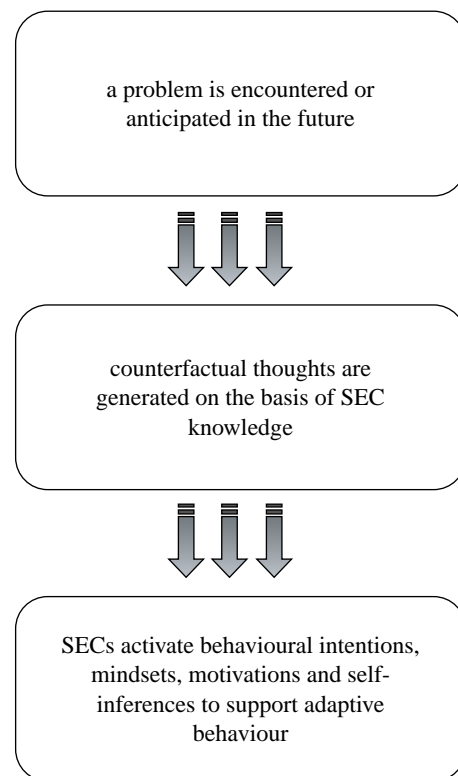 a problem is encountered or
anticipated in the future
counterfactual thoughts are
generated on the basis of SEC
knowledge
SECs activate behavioural intentions,
mindsets, motivations and self-
inferences to support adaptive
behaviour